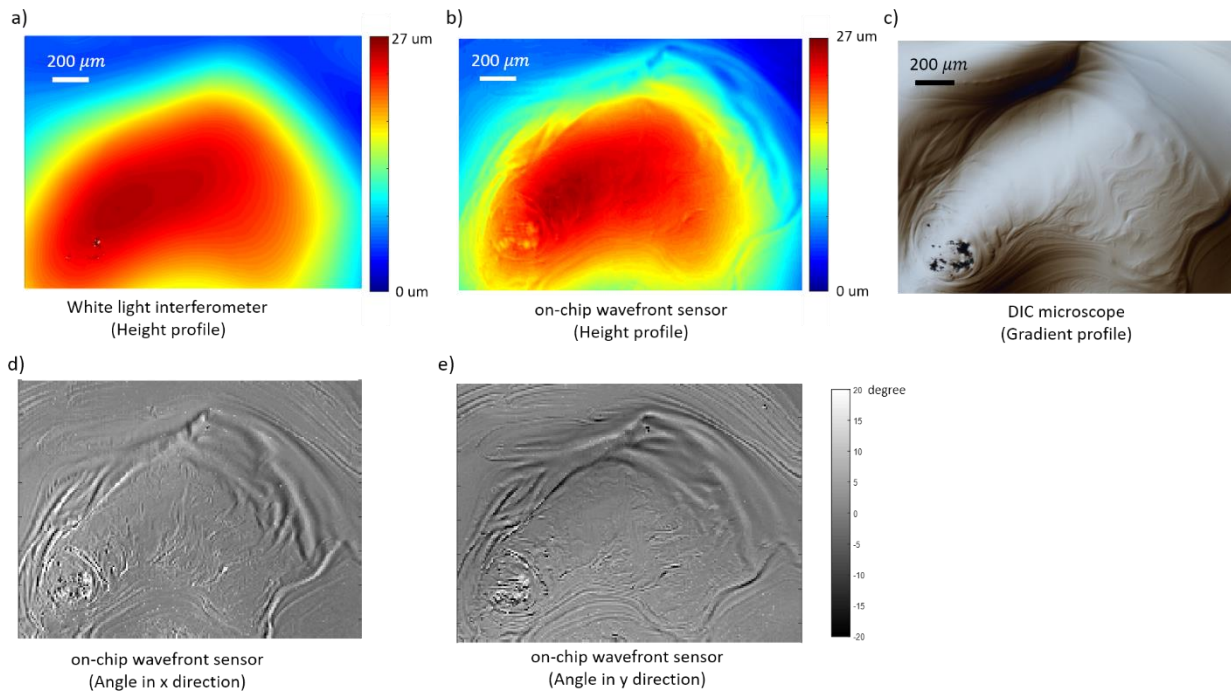 a)
200 μm
27 um
0 um
White light interferometer
(Height profile)
b)
200 μm
27 um
0 um
on-chip wavefront sensor
(Height profile)
c)
200 μm
DIC microscope
(Gradient profile)
d)
on-chip wavefront sensor
(Angle in x direction)
e)
on-chip wavefront sensor
(Angle in y direction)
20 degree
15
10
5
0
-5
-10
-15
-20